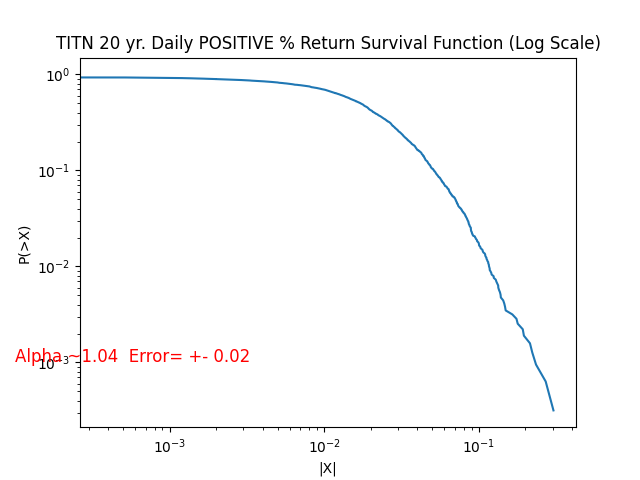 TITN 20 yr. Daily POSITIVE % Return Survival Function (Log Scale)
10⁰
10⁻¹
P(>X)
10⁻²
10⁻³
Alpha ~1.04 Error= +- 0.02
10⁻³ 10⁻² 10⁻¹
|X|